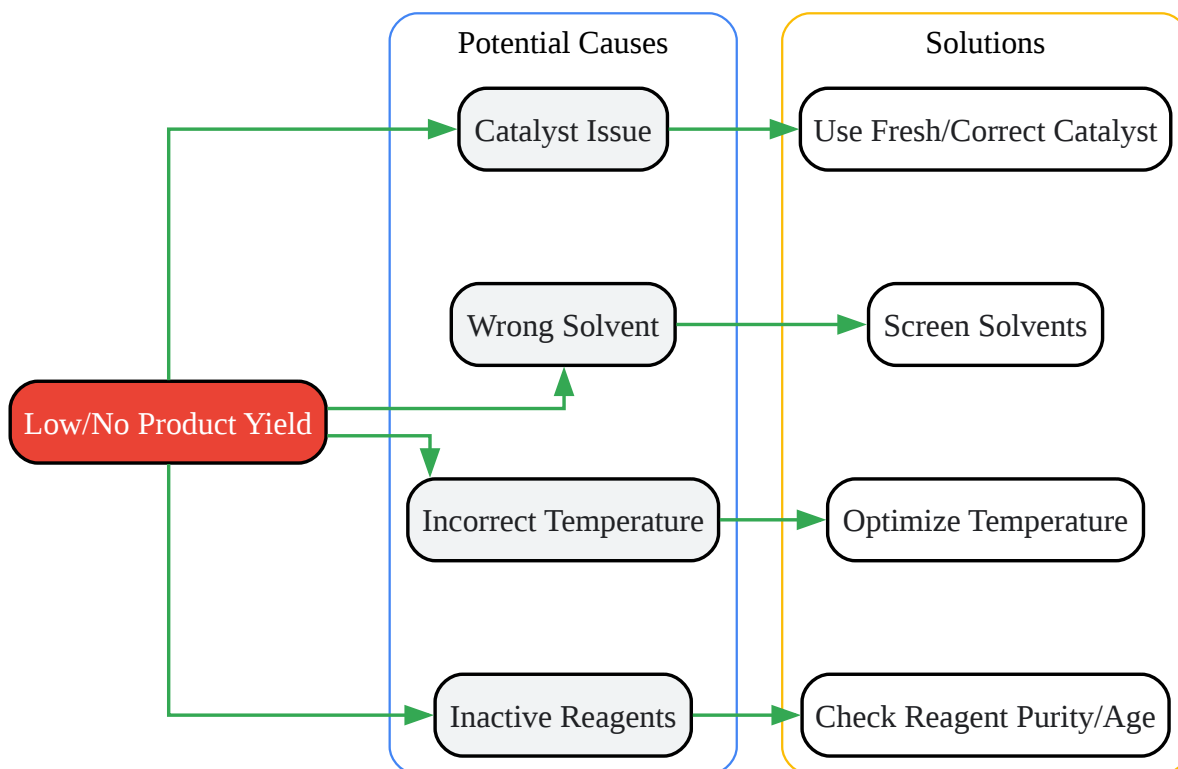 Potential Causes
Solutions
Catalyst Issue
Use Fresh/Correct Catalyst
Wrong Solvent
Screen Solvents
Low/No Product Yield
Incorrect Temperature
Optimize Temperature
Inactive Reagents
Check Reagent Purity/Age